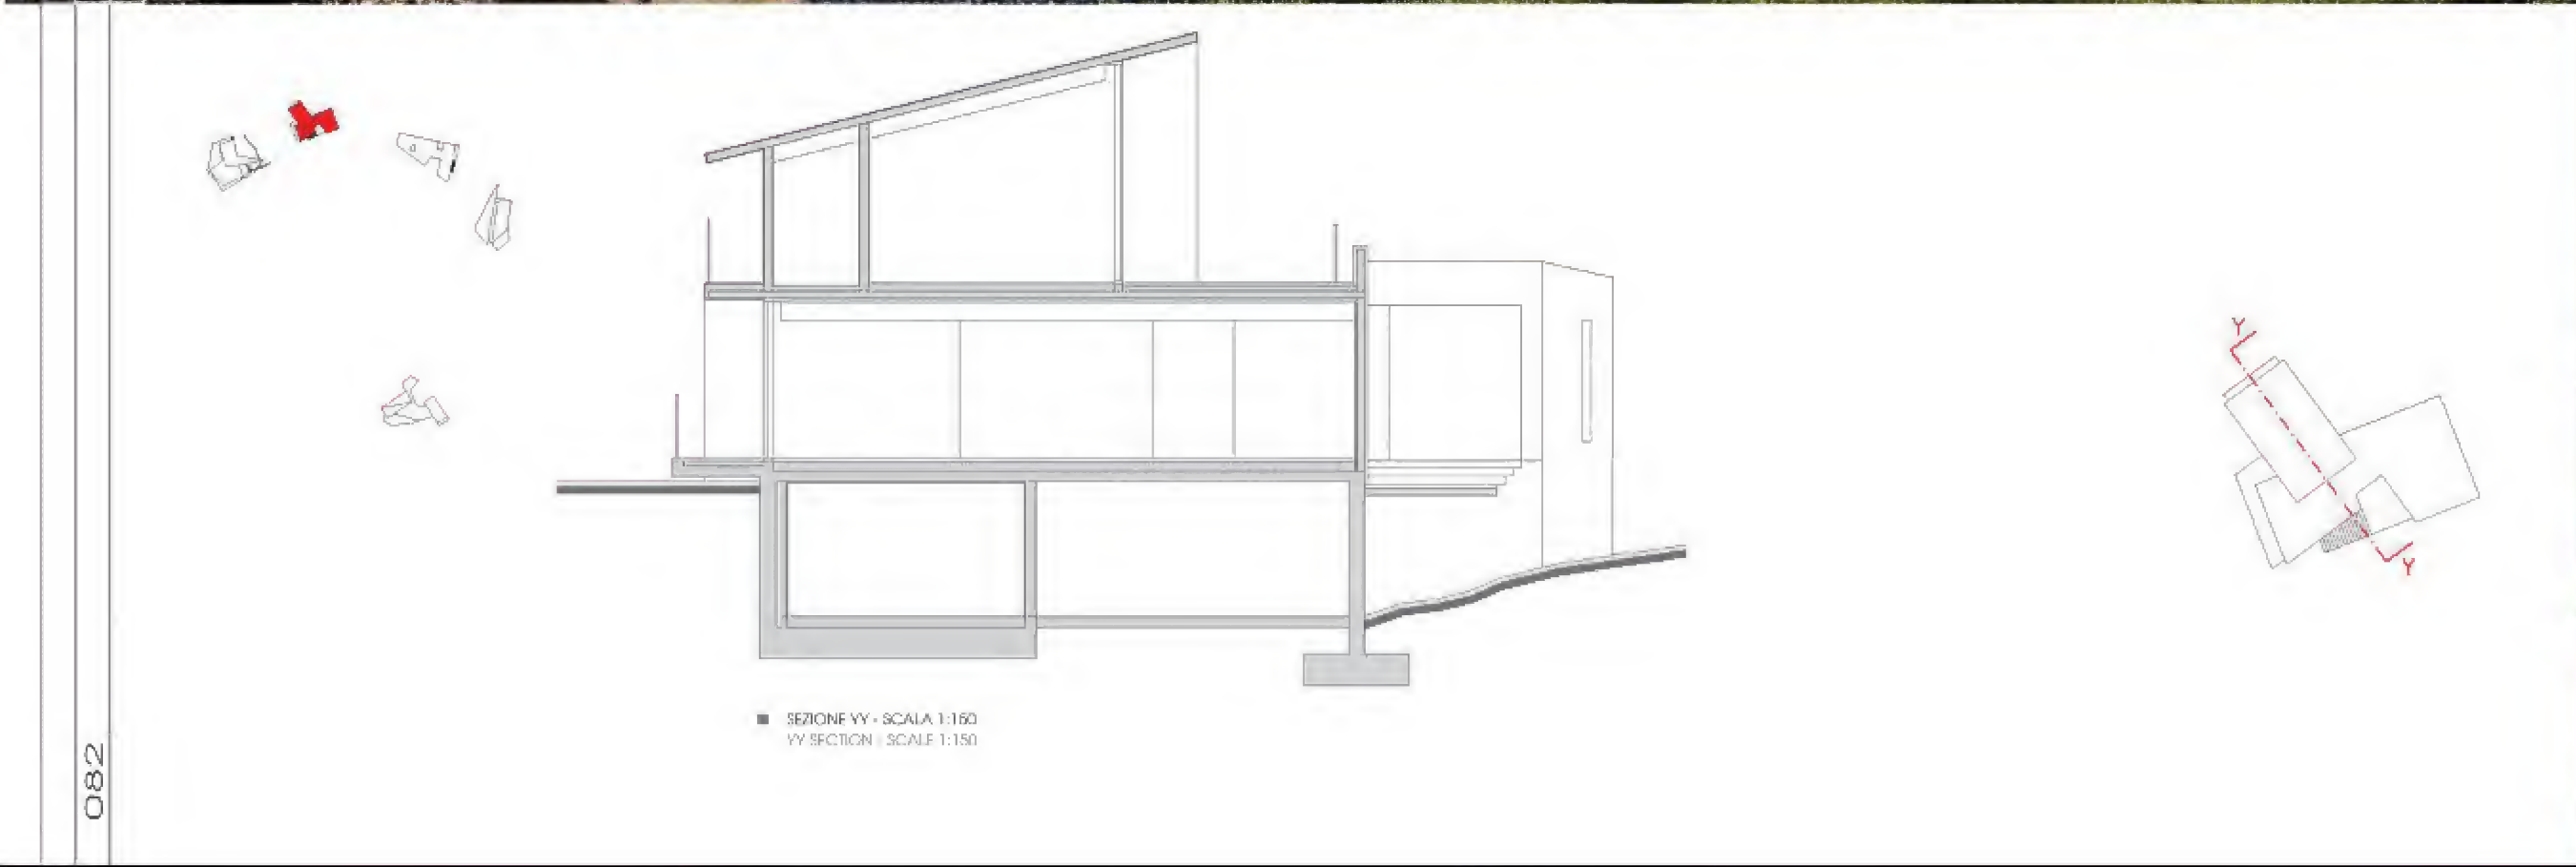 SEZIONE YY - SCALA 1:150
YY SECTION - SCALE 1:150
Y
Y
082